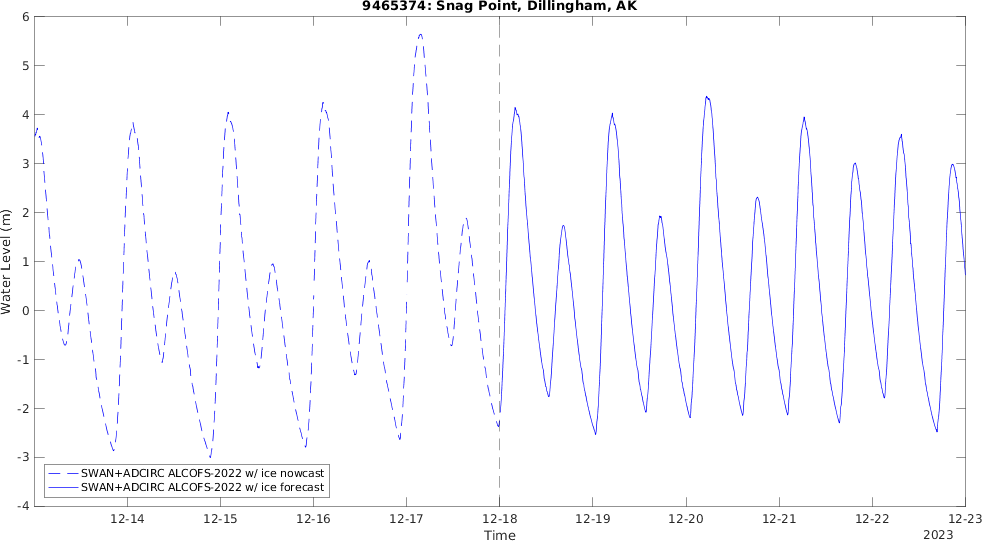 9465374: Snag Point, Dillingham, AK
6
5
4
3
2
1
0
-1
-2
-3
-4
Water Level (m)
SWAN+ADCIRC ALCOFS-2022 w/ ice nowcast
SWAN+ADCIRC ALCOFS-2022 w/ ice forecast
12-14 12-15 12-16 12-17 12-18 12-19 12-20 12-21 12-22 12-23
Time
2023